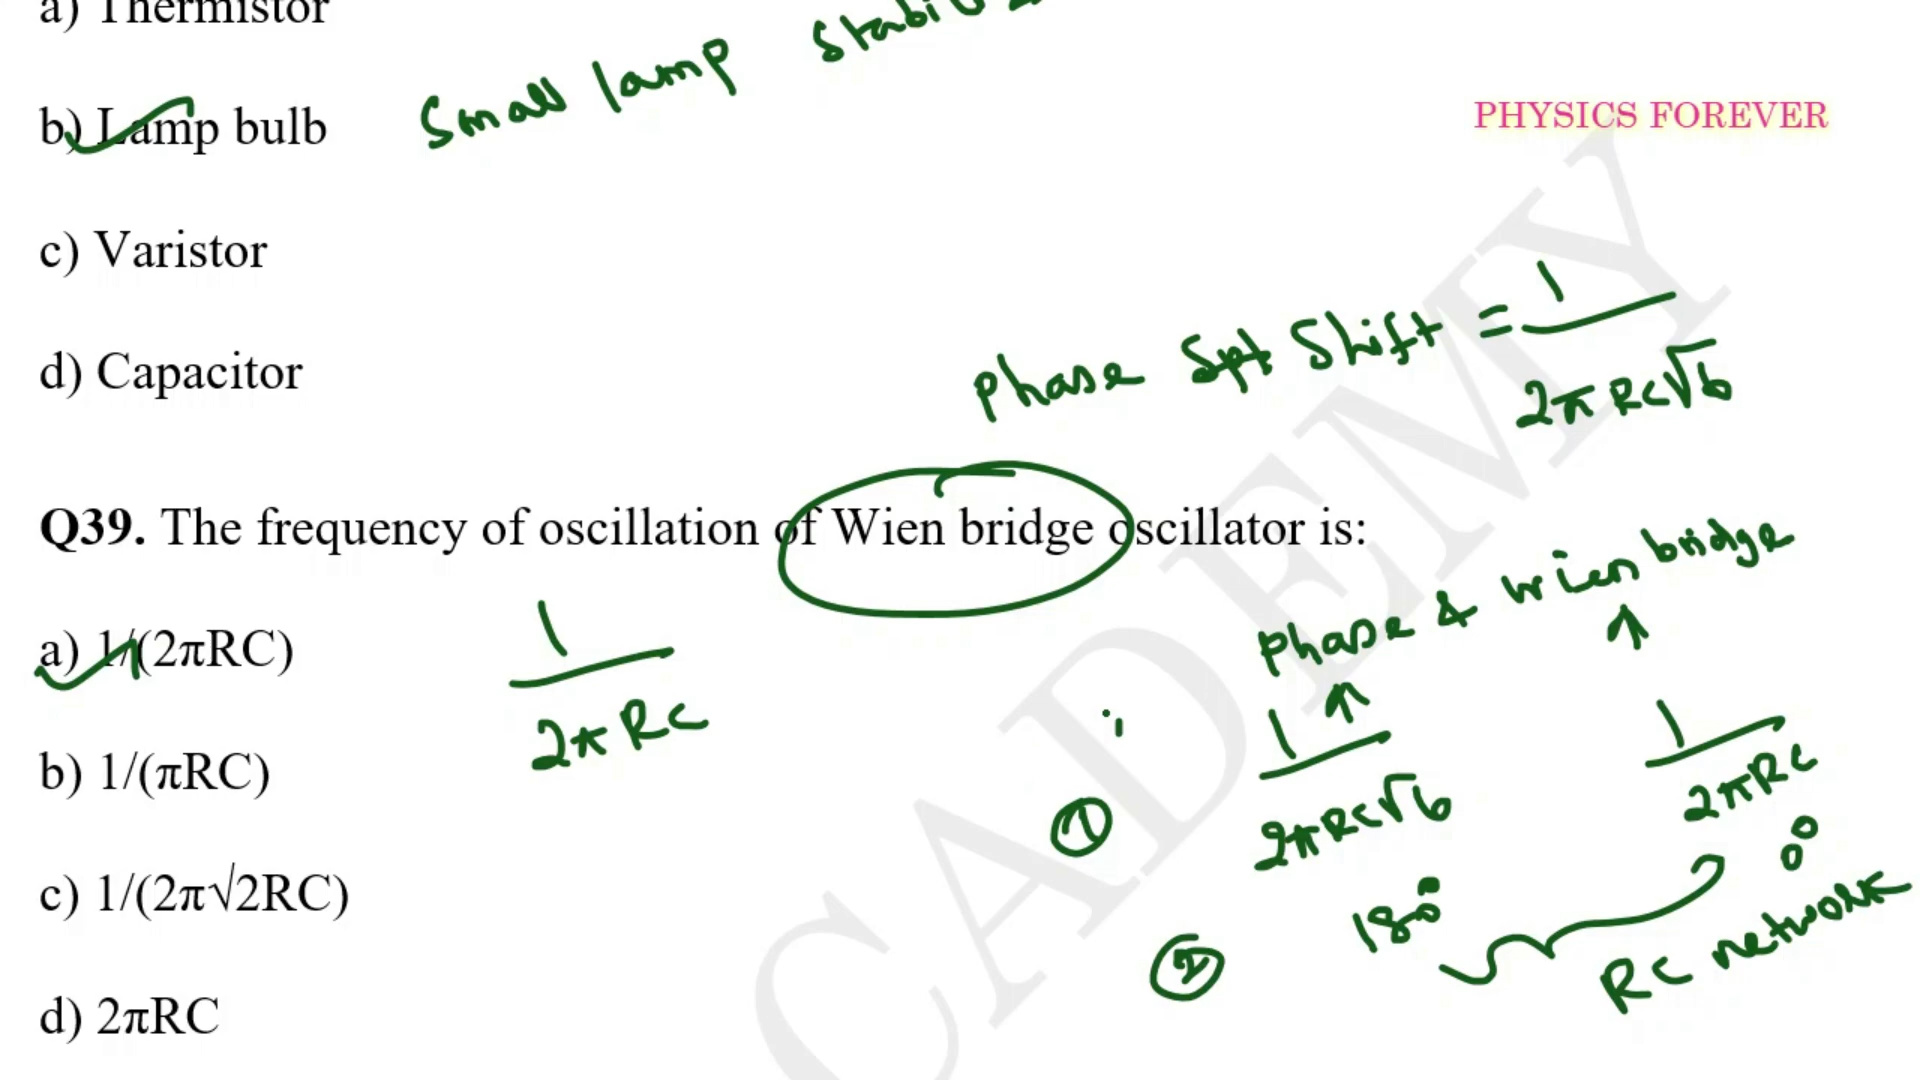 a) Thermistor
Small lamp
b) Lamp bulb
PHYSICS FOREVER
c) Varistor
d) Capacitor
Phase Shift = 1/2πRC√6
Q39. The frequency of oscillation of Wien bridge oscillator is:
Phase & wien bridge
a) 1/(2πRC)
1/2πRC
1/2πRC√6
1/2πRC
b) 1/(πRC)
1
180°
0°
c) 1/(2π√2RC)
RC network
2
d) 2πRC
CADEMY